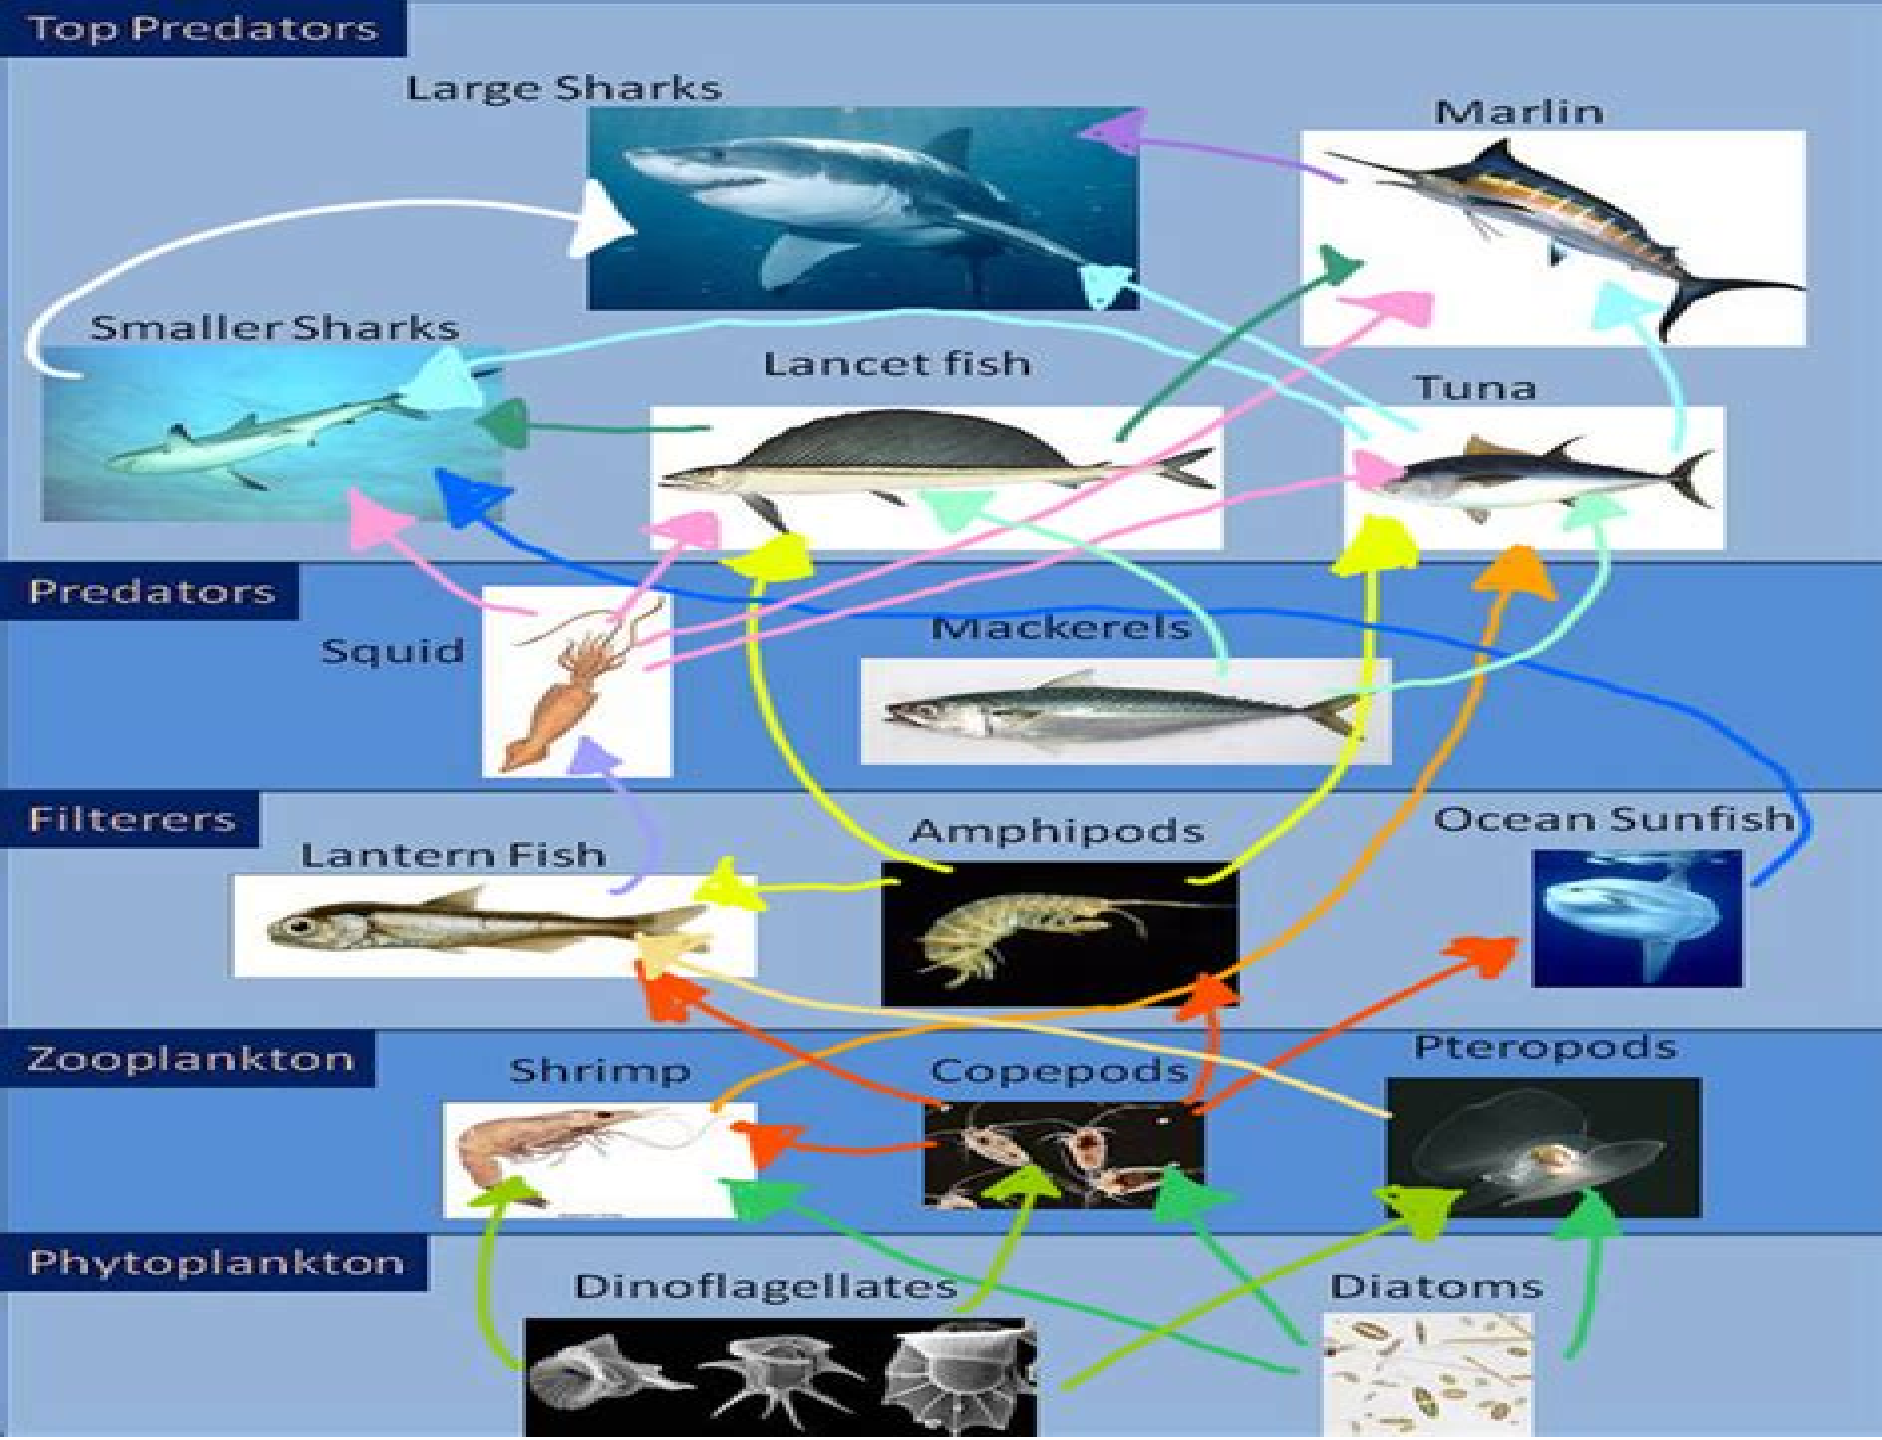 Top Predators
Large Sharks
Marlin
Smaller Sharks
Lancet fish
Tuna
Predators
Squid
Mackerels
Filterers
Lantern Fish
Amphipods
Ocean Sunfish
Zooplankton
Shrimp
Copepods
Pteropods
Phytoplankton
Dinoflagellates
Diatoms